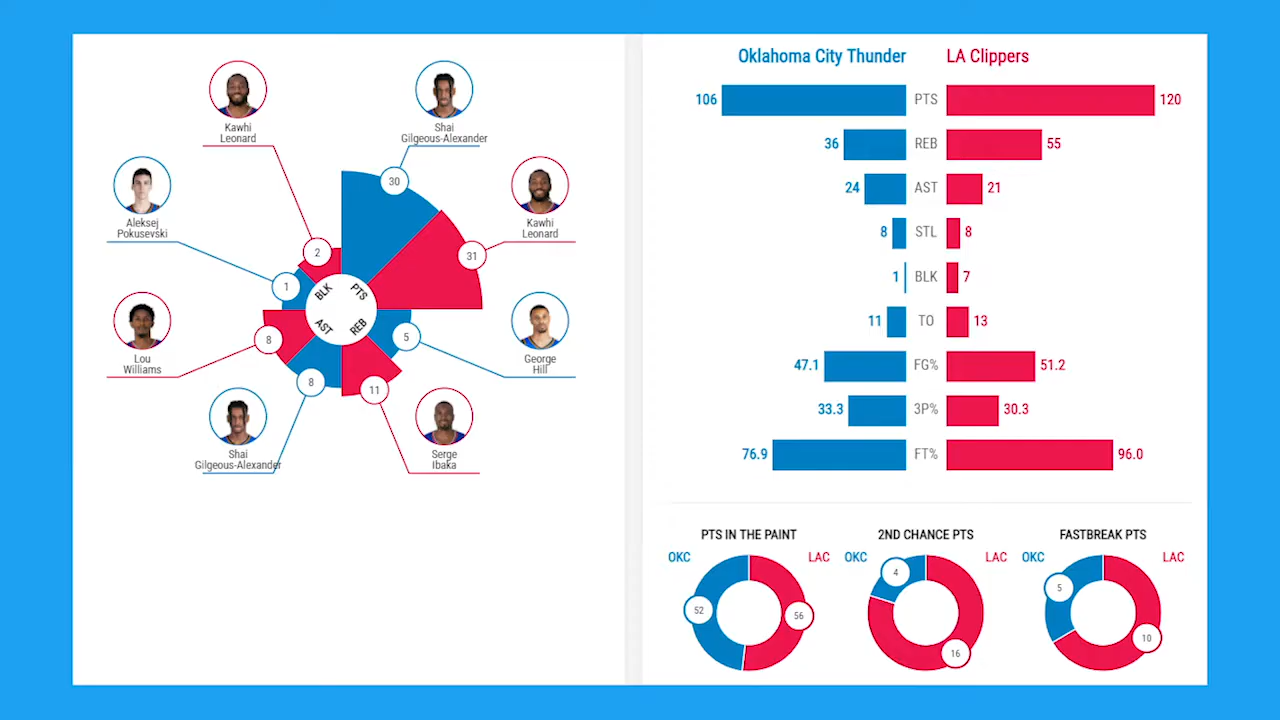 Kawhi
Leonard
Shai
Gilgeous-Alexander
30
Aleksej
Pokusevski
Kawhi
Leonard
2
31
1
BLK
PTS
AST
REB
Lou
Williams
8
5
George
Hill
8
11
Shai
Gilgeous-Alexander
Serge
Ibaka
Oklahoma City Thunder LA Clippers
106 PTS 120
36 REB 55
24 AST 21
8 STL 8
1 BLK 7
11 TO 13
47.1 FG% 51.2
33.3 3P% 30.3
76.9 FT% 96.0
PTS IN THE PAINT
OKC LAC
52 56
2ND CHANCE PTS
OKC LAC
4
16
FASTBREAK PTS
OKC LAC
5
10